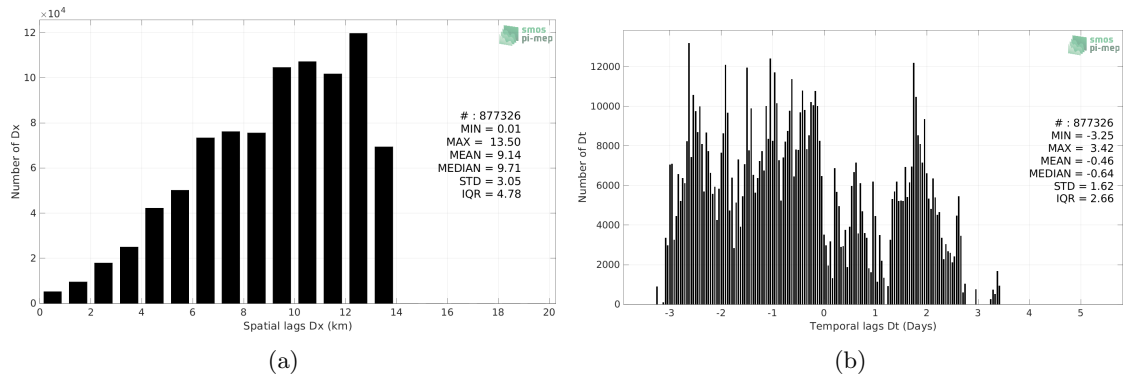 ×10⁴
12
10
8
6
4
2
0
0 2 4 6 8 10 12 14 16 18 20
Number of Dx
Spatial lags Dx (km)
smos
pi-mep
# : 877326
MIN = 0.01
MAX = 13.50
MEAN = 9.14
MEDIAN = 9.71
STD = 3.05
IQR = 4.78
(a)
12000
10000
8000
6000
4000
2000
0
-3 -2 -1 0 1 2 3 4 5
Number of Dt
Temporal lags Dt (Days)
smos
pi-mep
# : 877326
MIN = -3.25
MAX = 3.42
MEAN = -0.46
MEDIAN = -0.64
STD = 1.62
IQR = 2.66
(b)